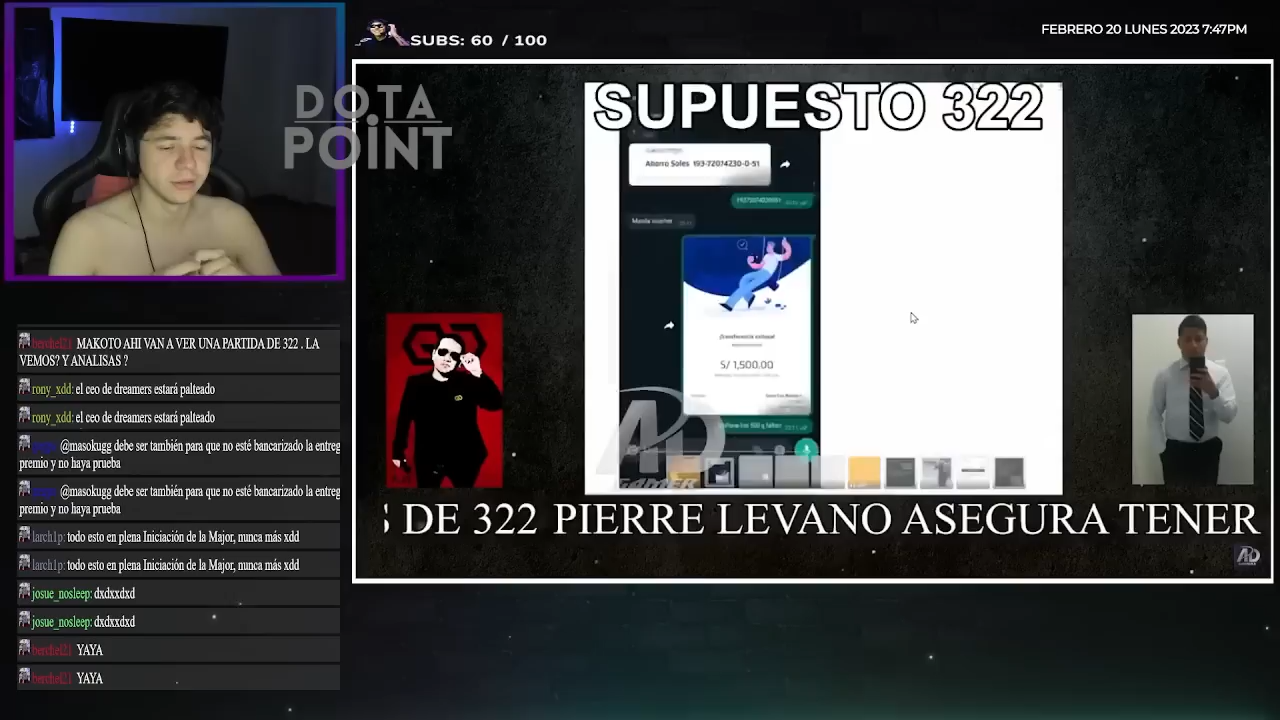 SUBS: 60 / 100
FEBRERO 20 LUNES 2023 7:47PM
DOTA
POINT
SUPUESTO 322
Ahorro Soles 193-72074230-0-51
S/ 1,500.00
AD
GAMER
S DE 322 PIERRE LEVANO ASEGURA TENER
AD
MAKOTO AHI VAN A VER UNA PARTIDA DE 322 . LA
VEMOS? Y ANALISAS ?
rony_xdd: el ceo de dreamers estará palteado
rony_xdd: el ceo de dreamers estará palteado
@masokugg debe ser también para que no esté bancarizado la entreg
premio y no haya prueba
@masokugg debe ser también para que no esté bancarizado la entreg
premio y no haya prueba
larch1p: todo esto en plena Iniciación de la Major, nunca más xdd
larch1p: todo esto en plena Iniciación de la Major, nunca más xdd
josue_nosleep: dxdxxdxd
josue_nosleep: dxdxxdxd
YAYA
YAYA